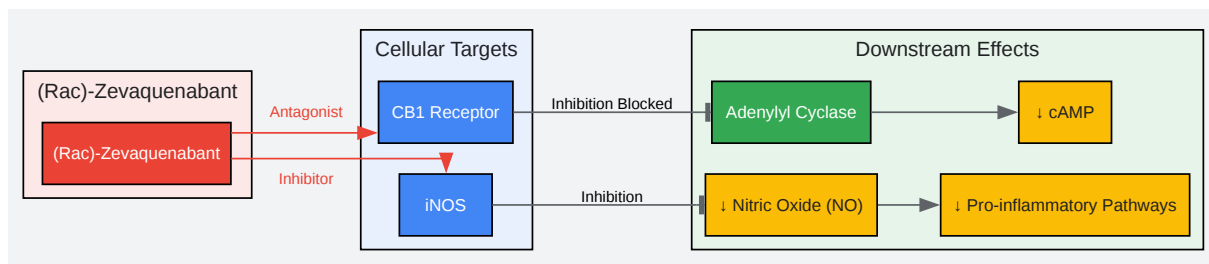 (Rac)-Zevaquenabant
(Rac)-Zevaquenabant
Antagonist
Inhibitor
Cellular Targets
CB1 Receptor
iNOS
Inhibition Blocked
Inhibition
Downstream Effects
Adenylyl Cyclase
↓ cAMP
↓ Nitric Oxide (NO)
↓ Pro-inflammatory Pathways